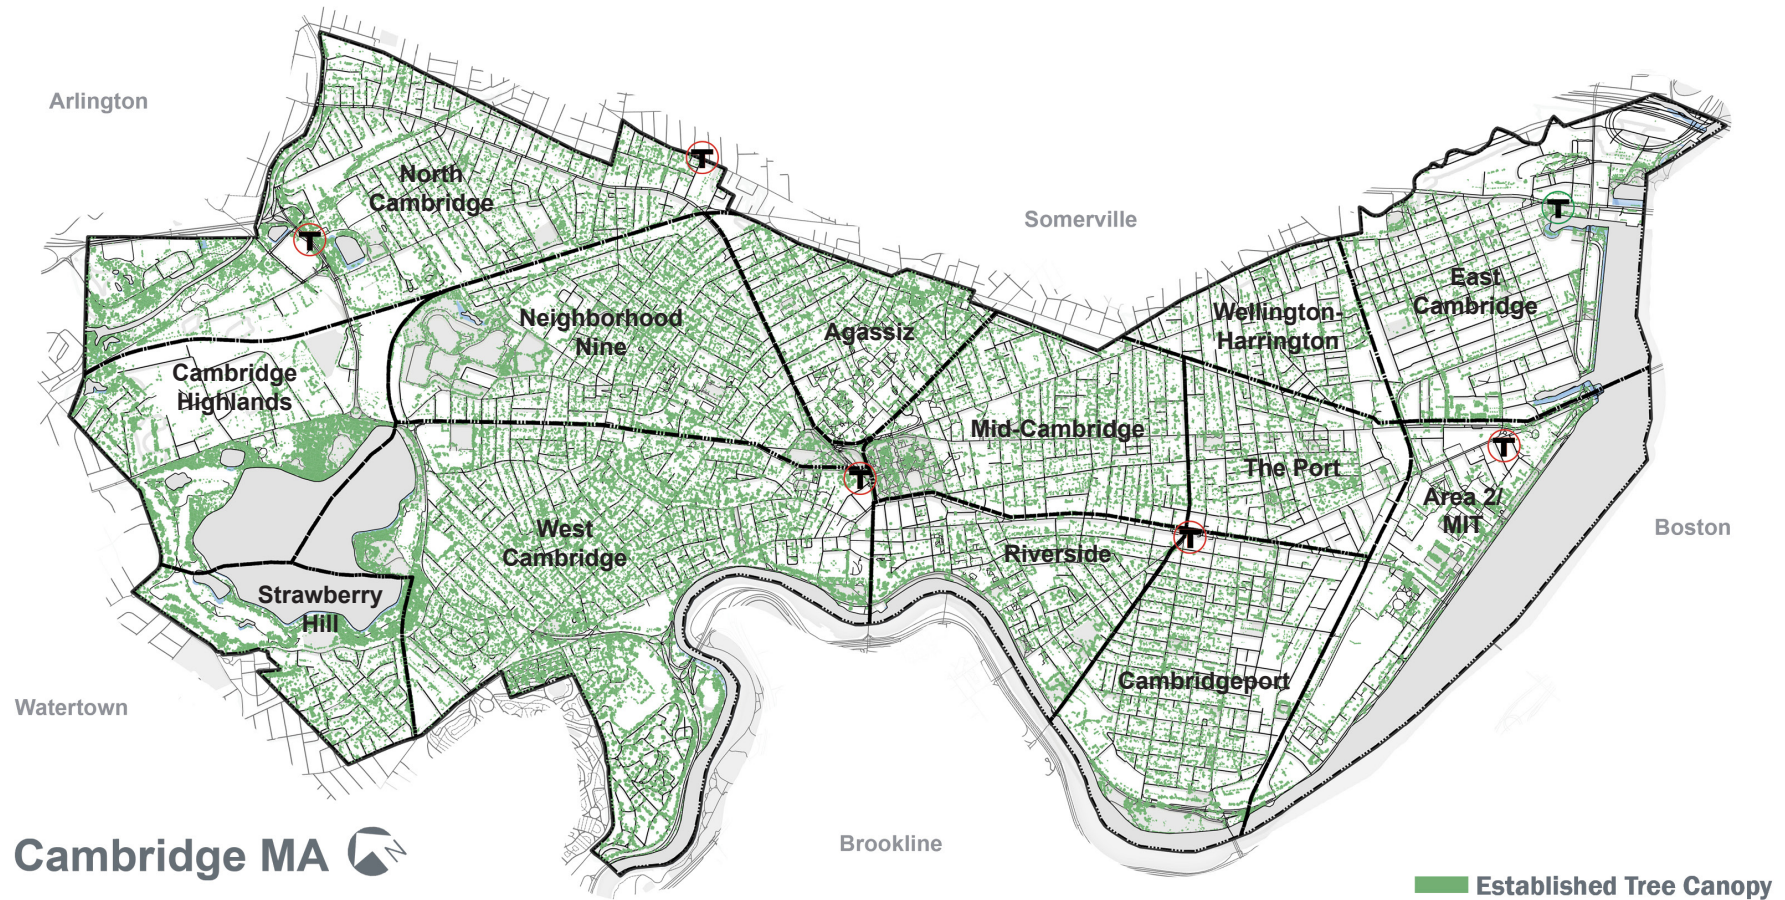 Arlington
T
North
Cambridge
T
Somerville
T
East
Cambridge
Wellington-
Harrington
Neighborhood
Nine
Agassiz
Cambridge
Highlands
Mid-Cambridge
T
The Port
T
Area 2/
MIT
West
Cambridge
T
Riverside
Boston
Strawberry
Hill
Cambridgeport
Watertown
Brookline
Cambridge MA
N
Established Tree Canopy